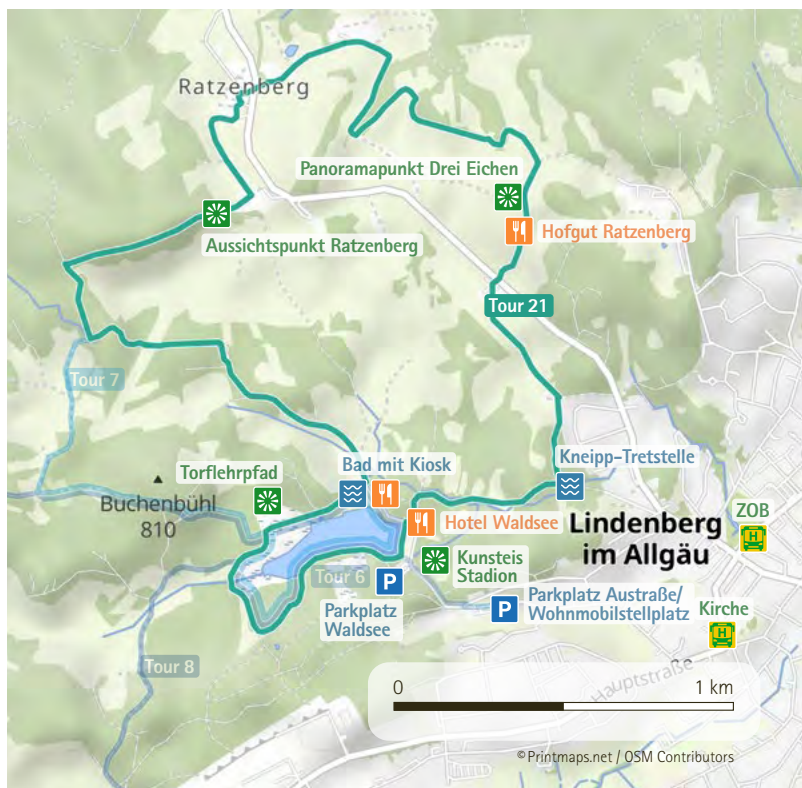 Ratzenberg
Panoramapunkt Drei Eichen
Hofgut Ratzenberg
Aussichtspunkt Ratzenberg
Tour 21
Tour 7
Torflehrpfad
Bad mit Kiosk
Kneipp-Tretstelle
Buchenbühl
810
Hotel Waldsee
Lindenberg
im Allgäu
ZOB
H
Kunsteis
Stadion
Tour 6
P
Parkplatz
Waldsee
P
Parkplatz Austraße/
Wohnmobilstellplatz
Kirche
H
Tour 8
Hauptstraße
0 1 km
©Printmaps.net / OSM Contributors